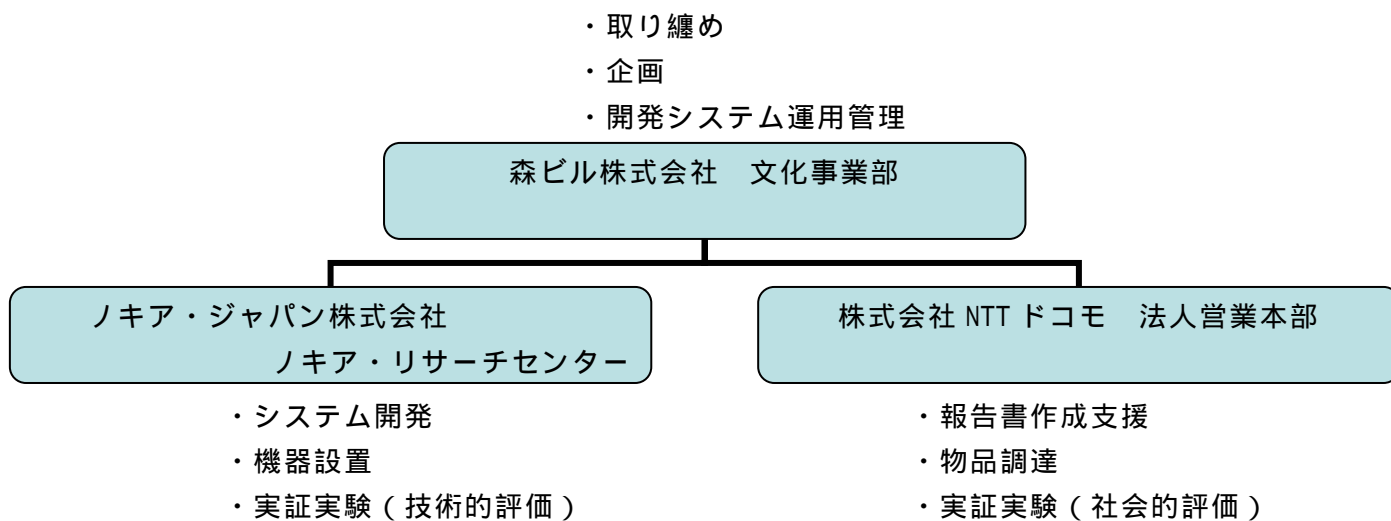 ・取り纏め
・企画
・開発システム運用管理
森ビル株式会社　文化事業部
ノキア・ジャパン株式会社
ノキア・リサーチセンター
・システム開発
・機器設置
・実証実験（技術的評価）
株式会社 NTT ドコモ　法人営業本部
・報告書作成支援
・物品調達
・実証実験（社会的評価）